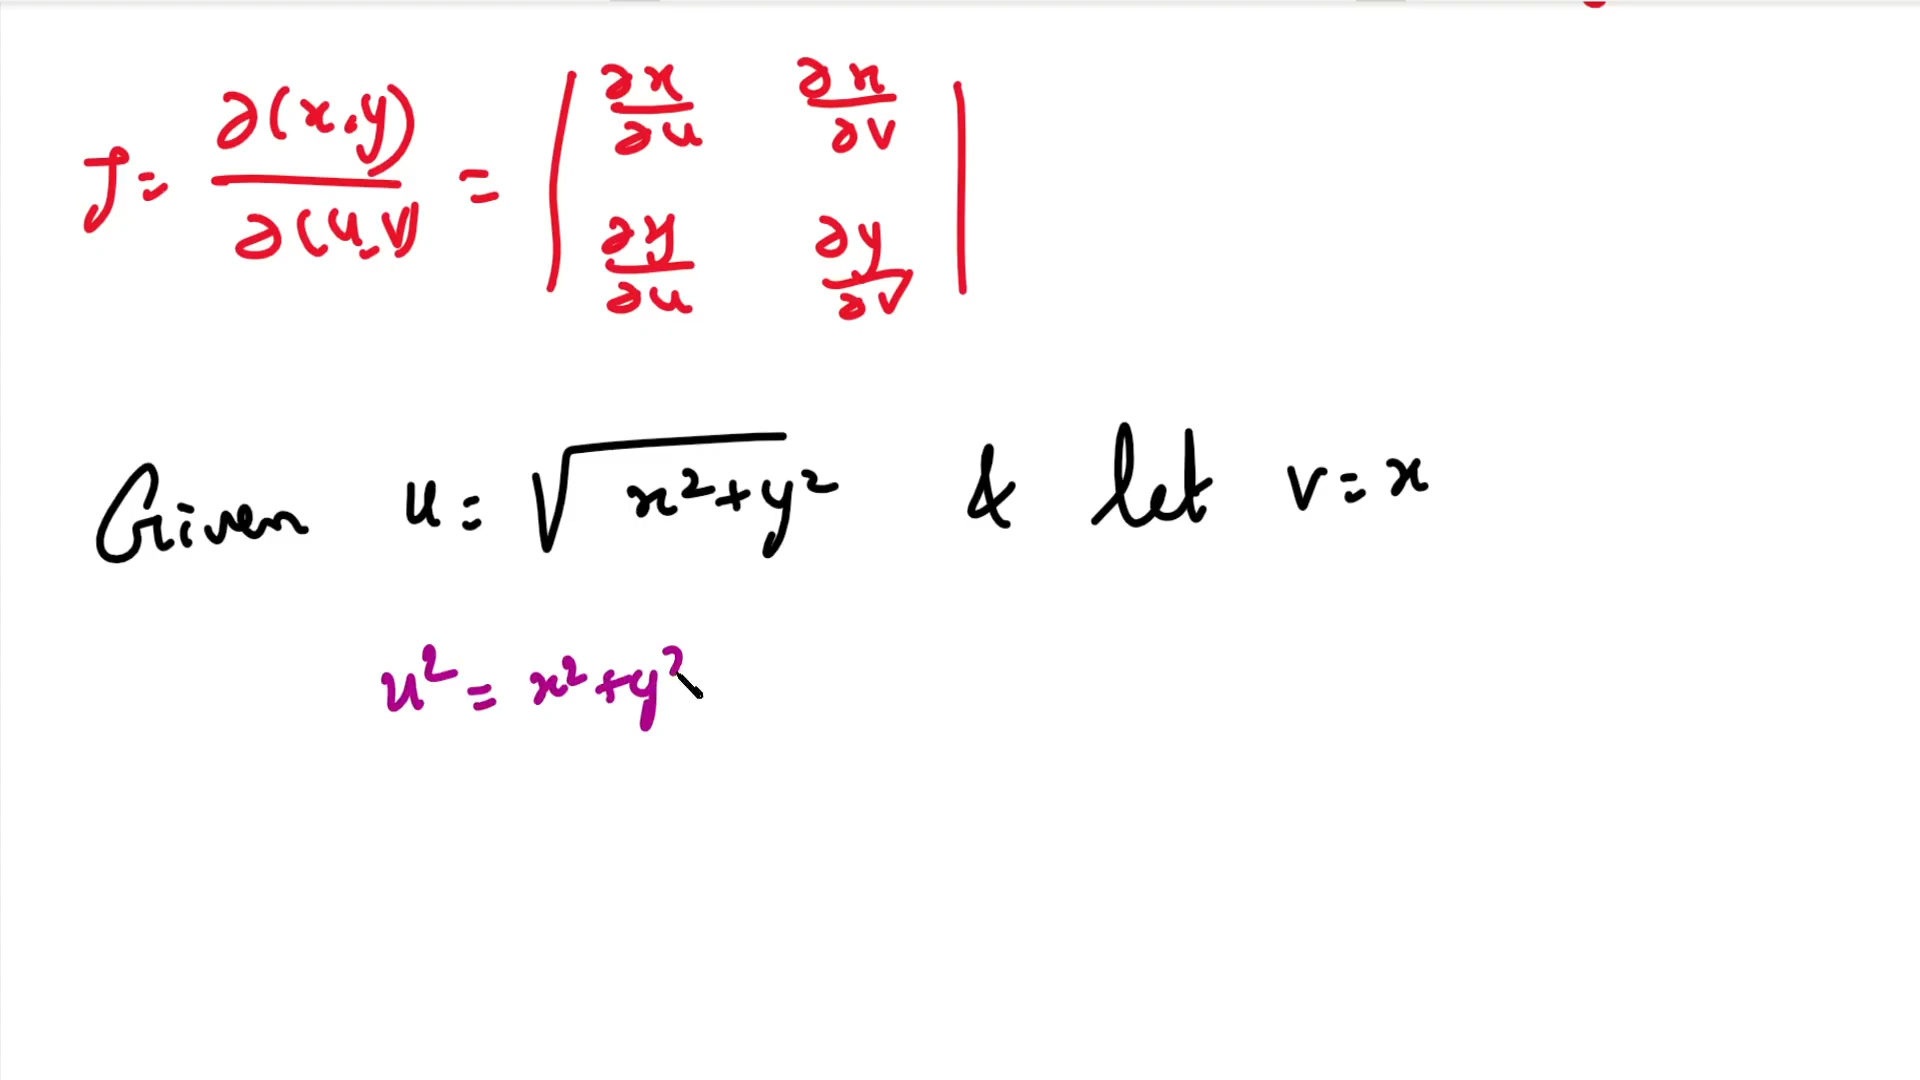 J = ∂(x,y)/∂(u,v) = | ∂x/∂u ∂x/∂v |
| ∂y/∂u ∂y/∂v |
Given u = √x²+y² & let v = x
u² = x²+y²